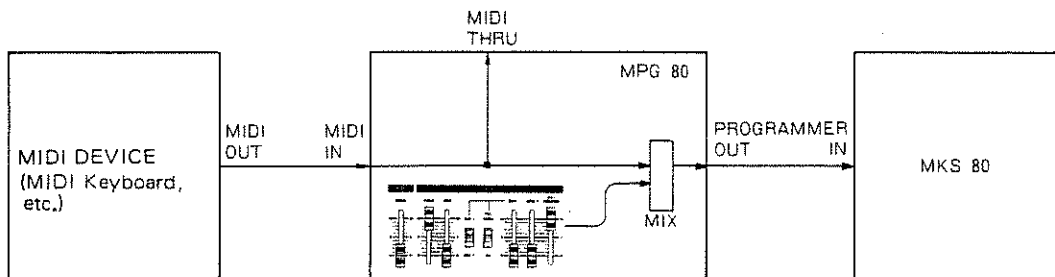 MIDI
THRU
MPG 80
MIDI
OUT
MIDI
IN
PROGRAMMER
OUT
IN
MIDI DEVICE
(MIDI Keyboard,
etc.)
MKS 80
MIX